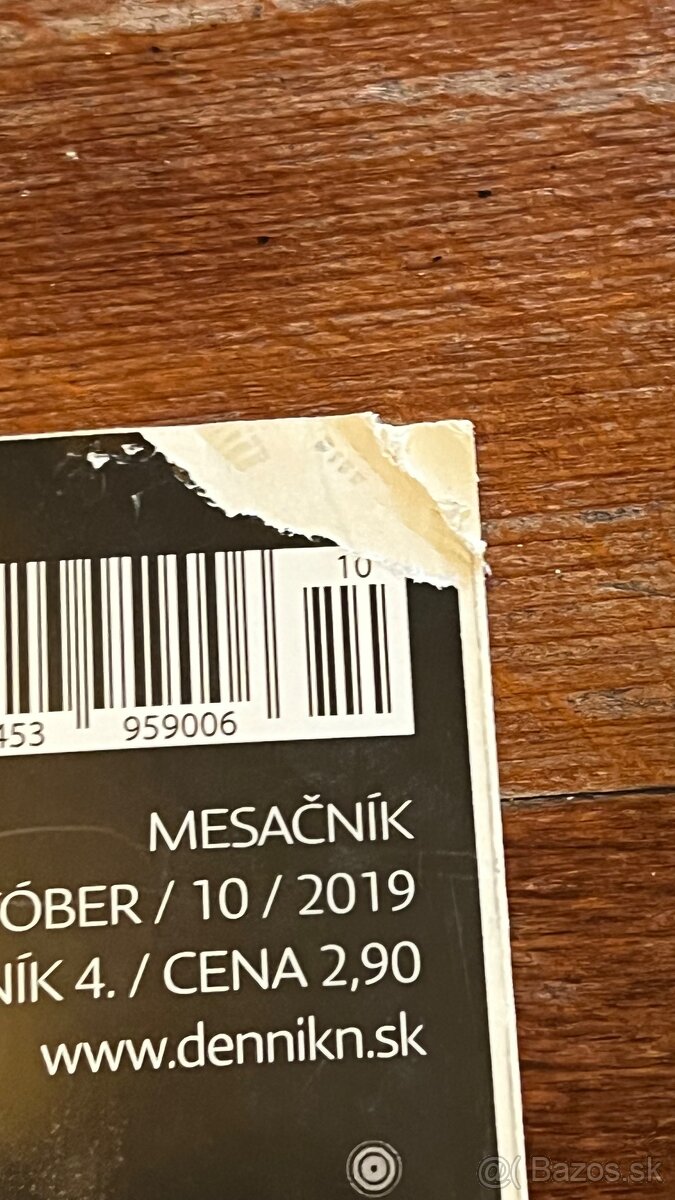 10
453 959006
MESAČNÍK
ÓBER / 10 / 2019
NÍK 4. / CENA 2,90
www.dennikn.sk
@( Bazos.sk